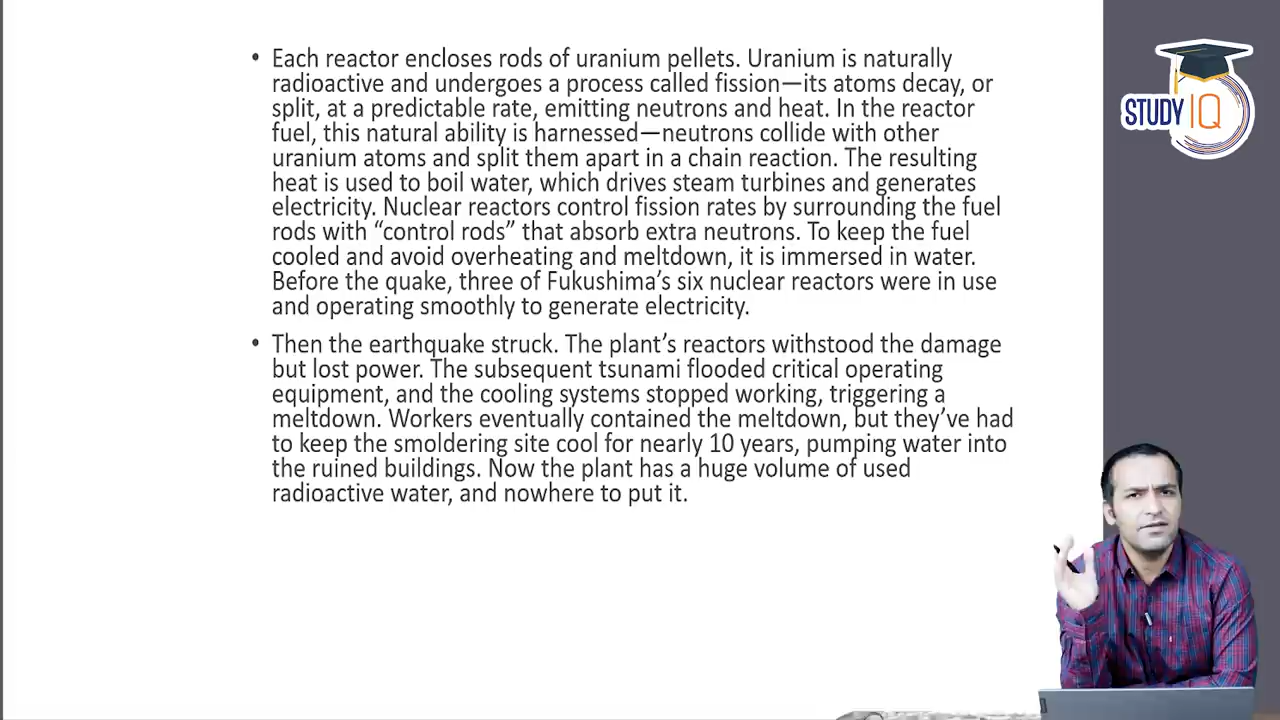 • Each reactor encloses rods of uranium pellets. Uranium is naturally
radioactive and undergoes a process called fission—its atoms decay, or
split, at a predictable rate, emitting neutrons and heat. In the reactor
fuel, this natural ability is harnessed—neutrons collide with other
uranium atoms and split them apart in a chain reaction. The resulting
heat is used to boil water, which drives steam turbines and generates
electricity. Nuclear reactors control fission rates by surrounding the fuel
rods with “control rods” that absorb extra neutrons. To keep the fuel
cooled and avoid overheating and meltdown, it is immersed in water.
Before the quake, three of Fukushima’s six nuclear reactors were in use
and operating smoothly to generate electricity.
• Then the earthquake struck. The plant’s reactors withstood the damage
but lost power. The subsequent tsunami flooded critical operating
equipment, and the cooling systems stopped working, triggering a
meltdown. Workers eventually contained the meltdown, but they’ve had
to keep the smoldering site cool for nearly 10 years, pumping water into
the ruined buildings. Now the plant has a huge volume of used
radioactive water, and nowhere to put it.
STUDY IQ